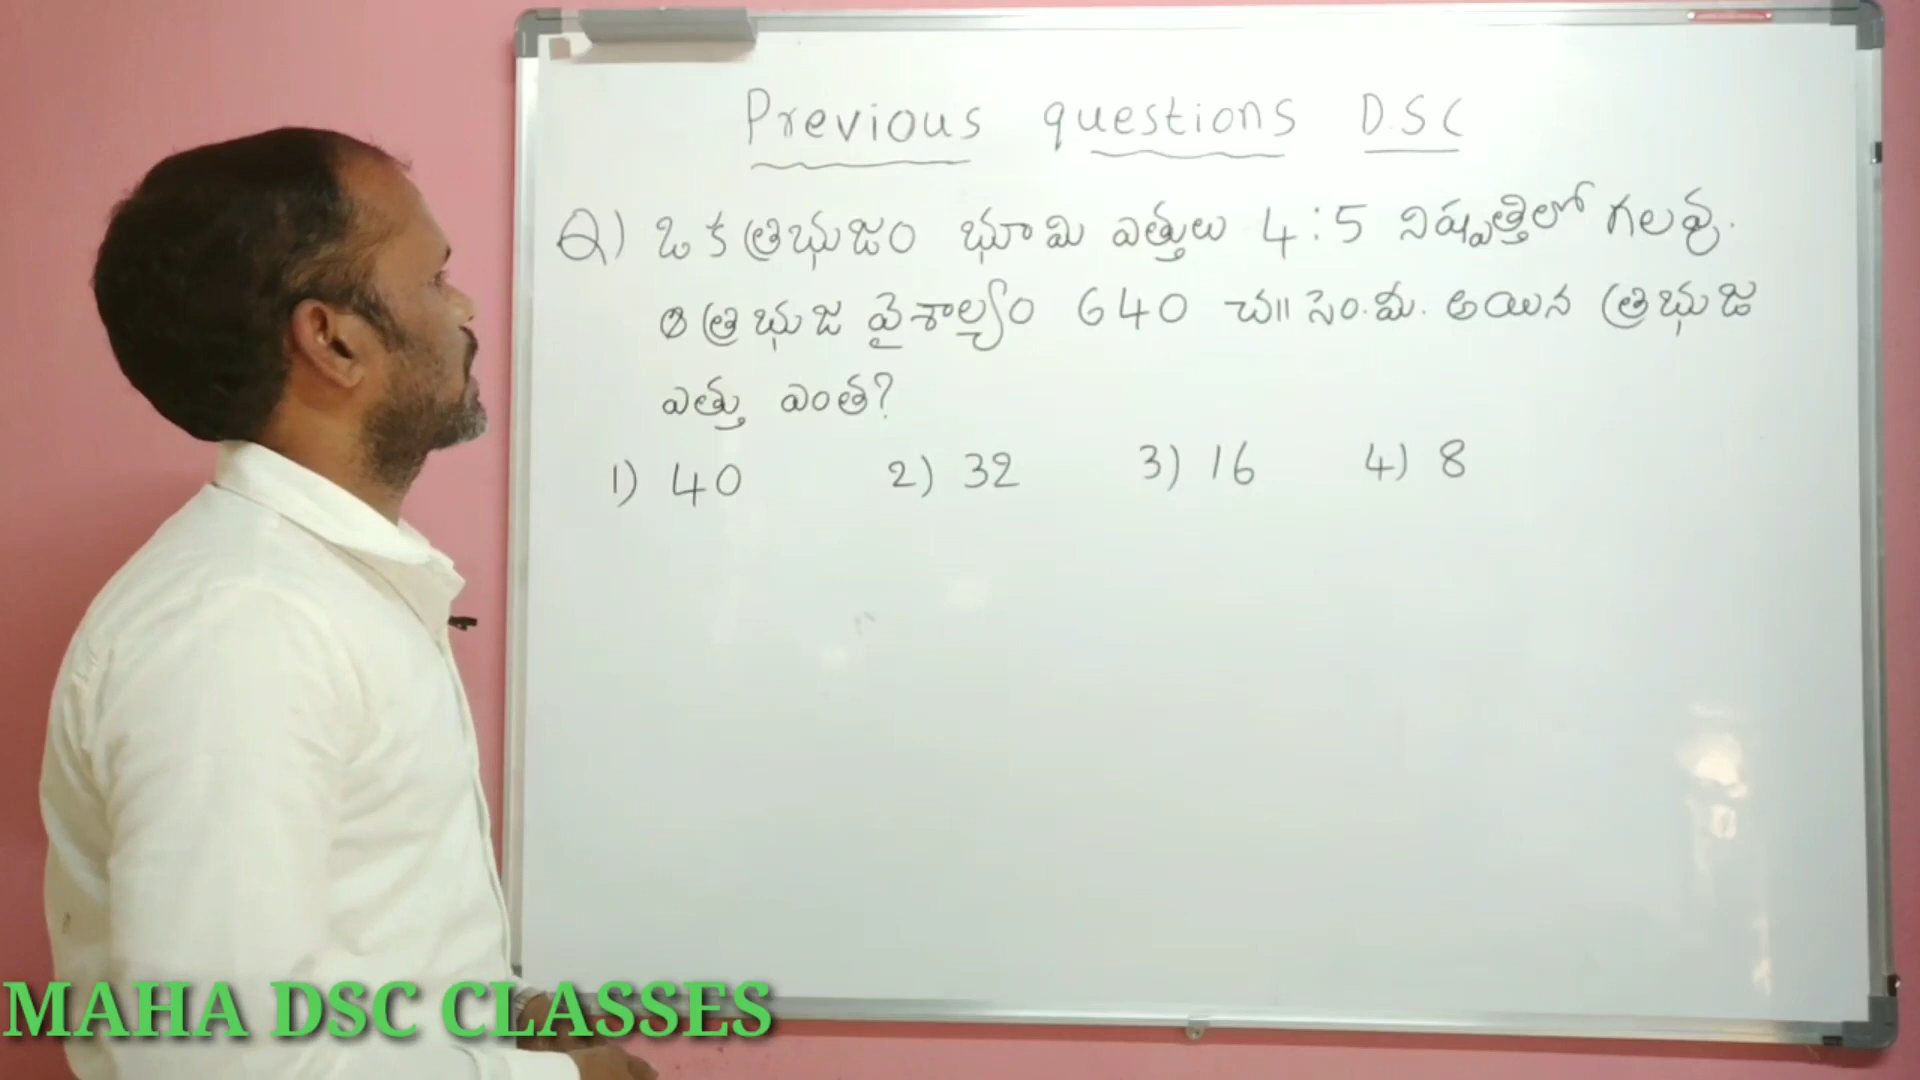 Previous questions D.S.C
Q) ఒక త్రిభుజం భూమి ఎత్తులు 4:5 నిష్పత్తిలో గలవు.
ఆ త్రిభుజ వైశాల్యం 640 చ॥ సెం.మీ. అయిన త్రిభుజ
ఎత్తు ఎంత?
1) 40 2) 32 3) 16 4) 8
MAHA DSC CLASSES